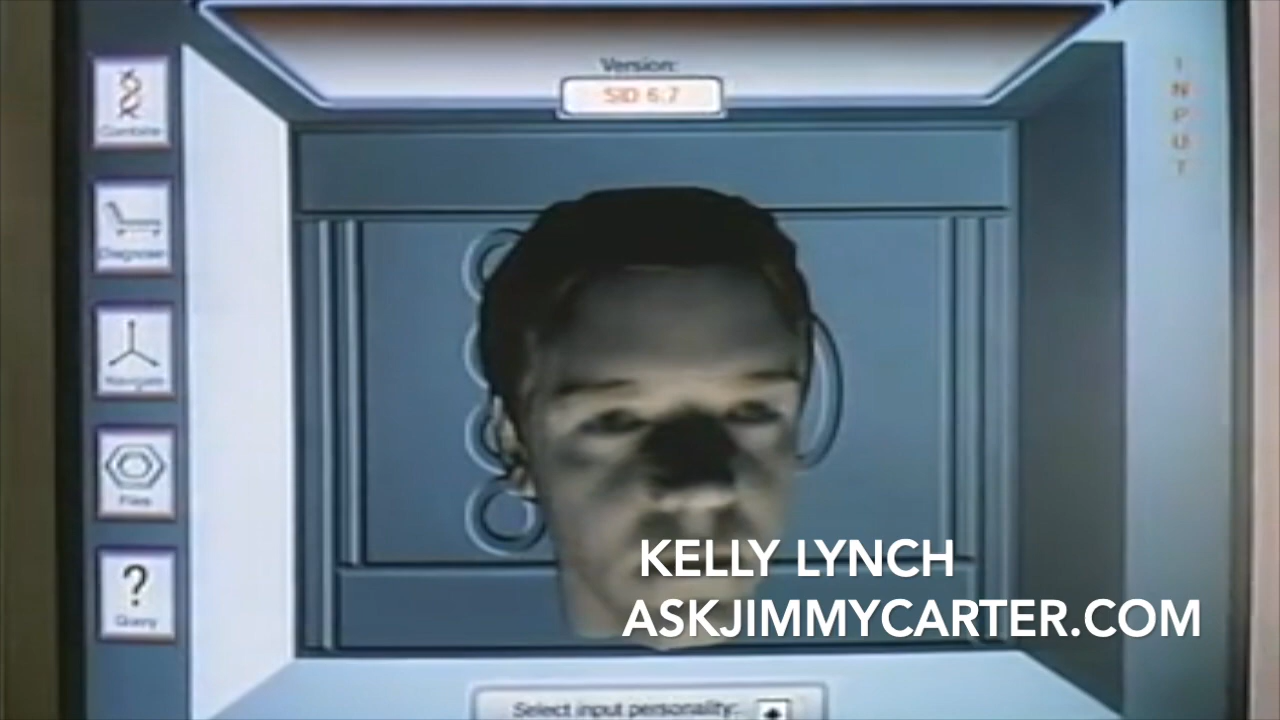 Version:
SID 6.7
INPUT
Combine
Diagnose
Navigate
Files
Query
KELLY LYNCH
ASKJIMMYCARTER.COM
Select input personality: